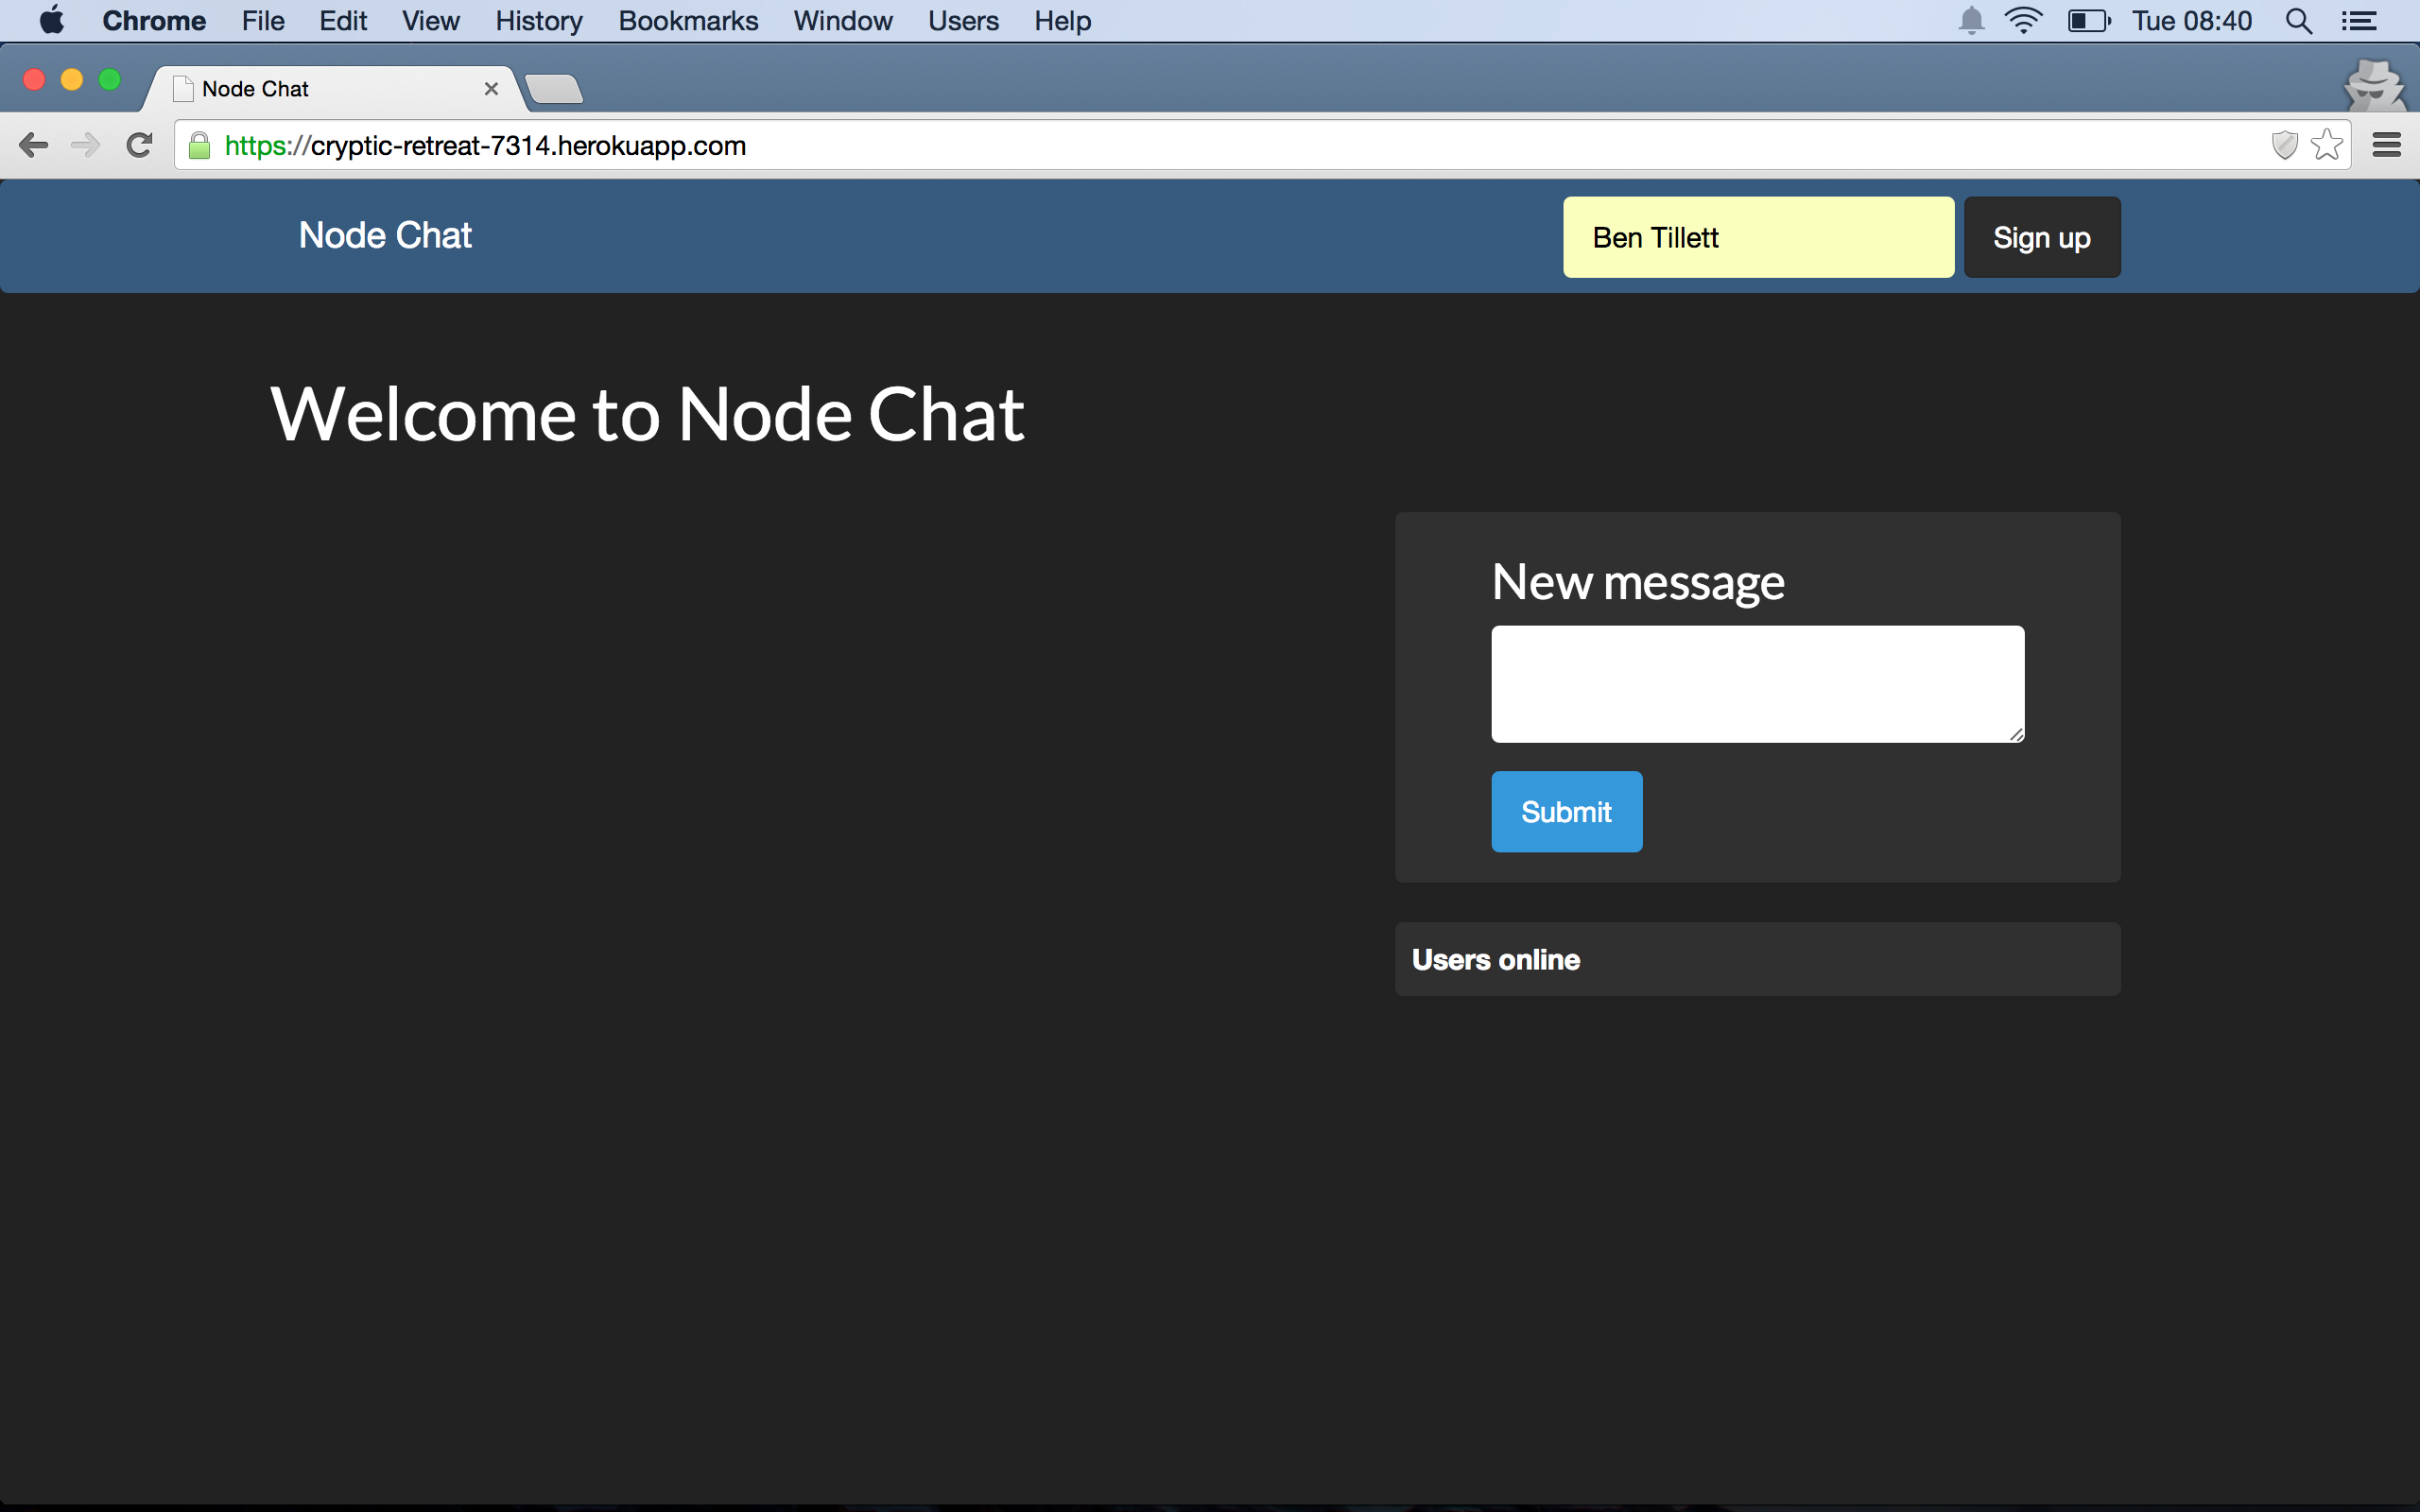 Chrome File Edit View History Bookmarks Window Users Help Tue 08:40
Node Chat
https://cryptic-retreat-7314.herokuapp.com
Node Chat Ben Tillett Sign up
Welcome to Node Chat
New message
Submit
Users online